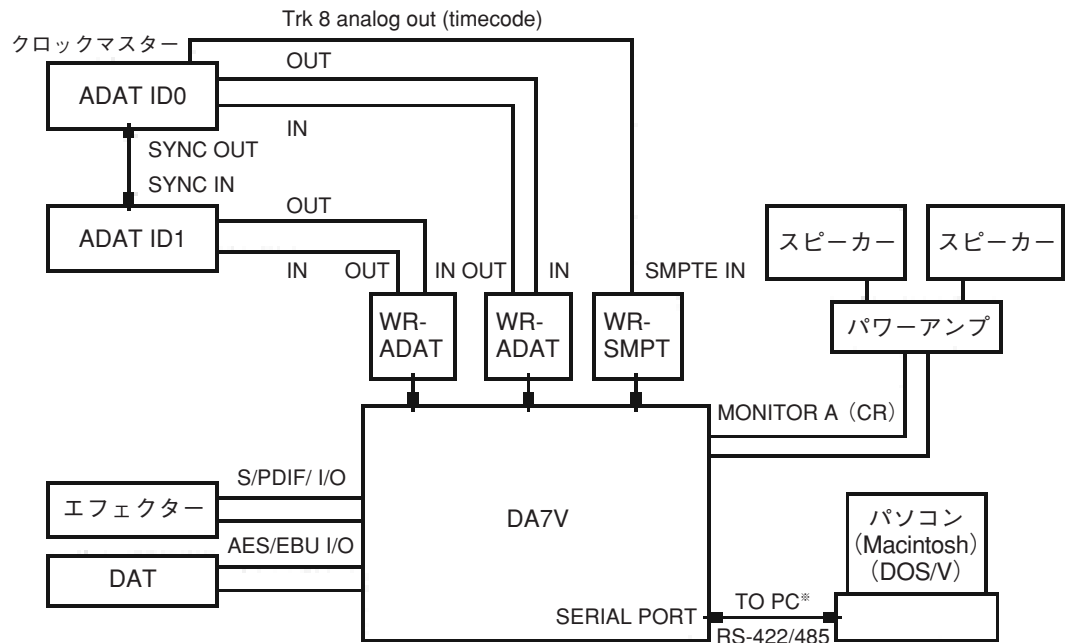 Trk 8 analog out (timecode)
クロックマスター
OUT
ADAT ID0
IN
SYNC OUT
SYNC IN
OUT
ADAT ID1
IN
OUT
IN OUT
IN
SMPTE IN
スピーカー
スピーカー
WR-
ADAT
WR-
ADAT
WR-
SMPT
パワーアンプ
MONITOR A（CR）
S/PDIF/ I/O
エフェクター
AES/EBU I/O
DAT
DA7V
パソコン
（Macintosh）
（DOS/V）
SERIAL PORT
TO PC※
RS-422/485